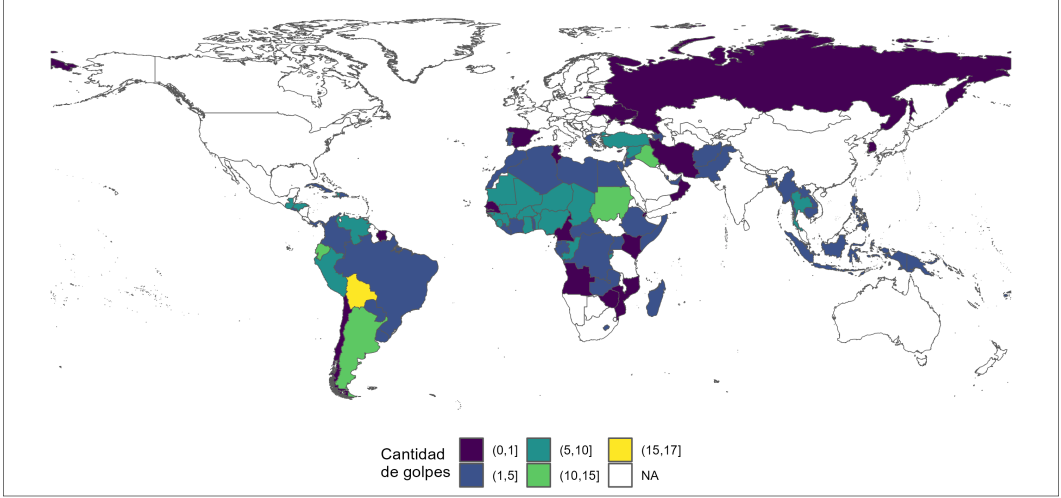 Cantidad
de golpes
(0,1]
(1,5]
(5,10]
(10,15]
(15,17]
NA